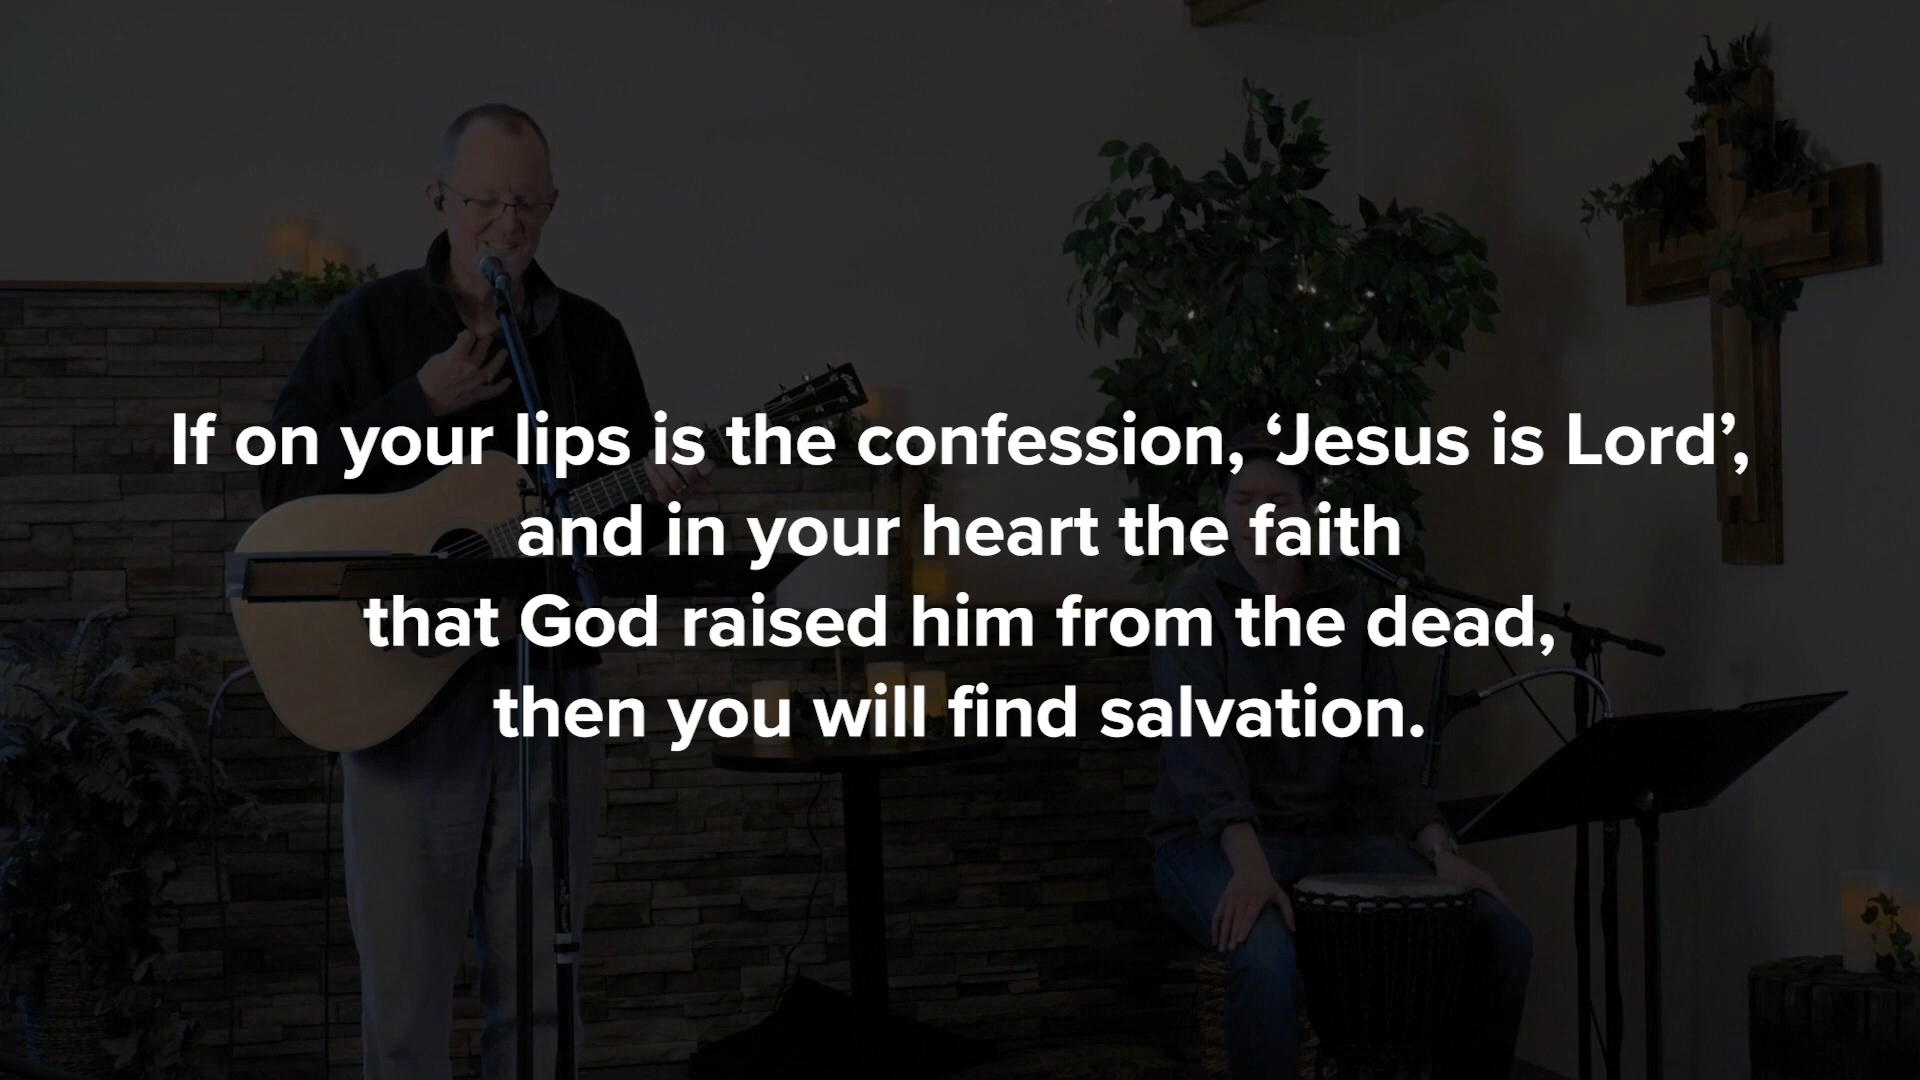 If on your lips is the confession, ‘Jesus is Lord’,
and in your heart the faith
that God raised him from the dead,
then you will find salvation.